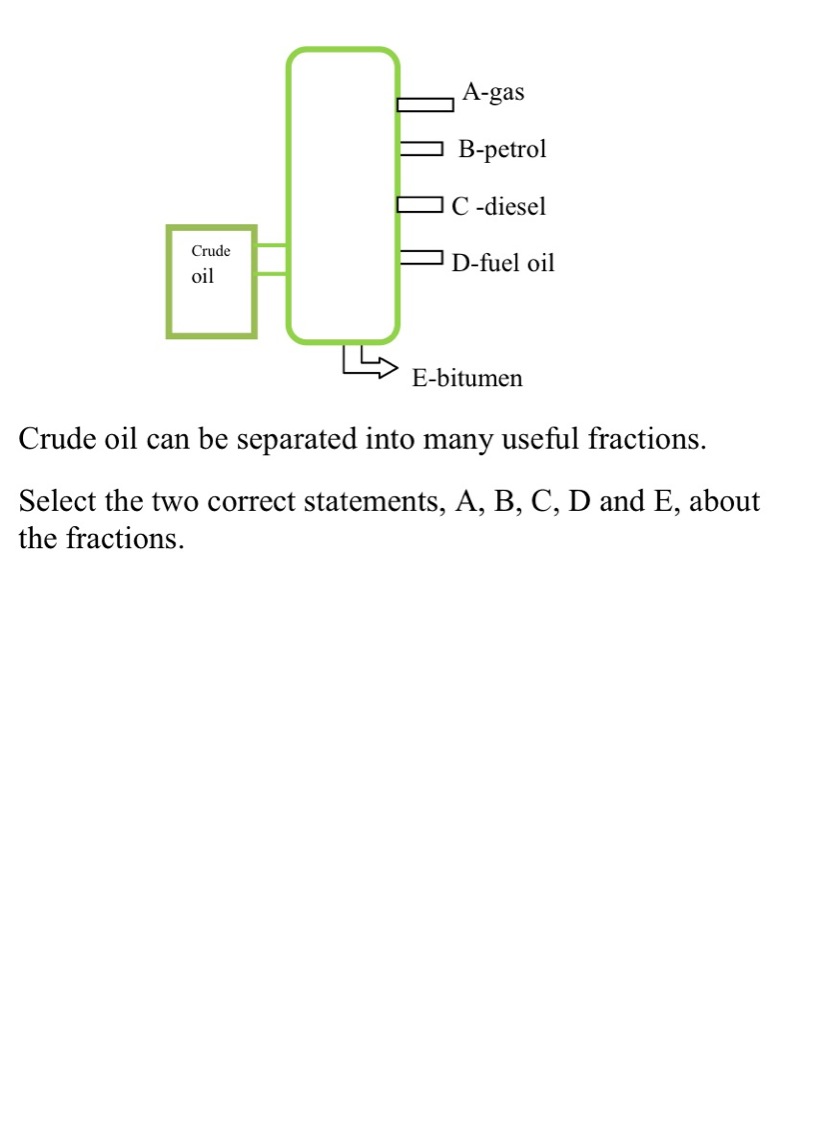 A-gas
B-petrol
C -diesel
Crude
oil
D-fuel oil
E-bitumen
Crude oil can be separated into many useful fractions.
Select the two correct statements, A, B, C, D and E, about
the fractions.